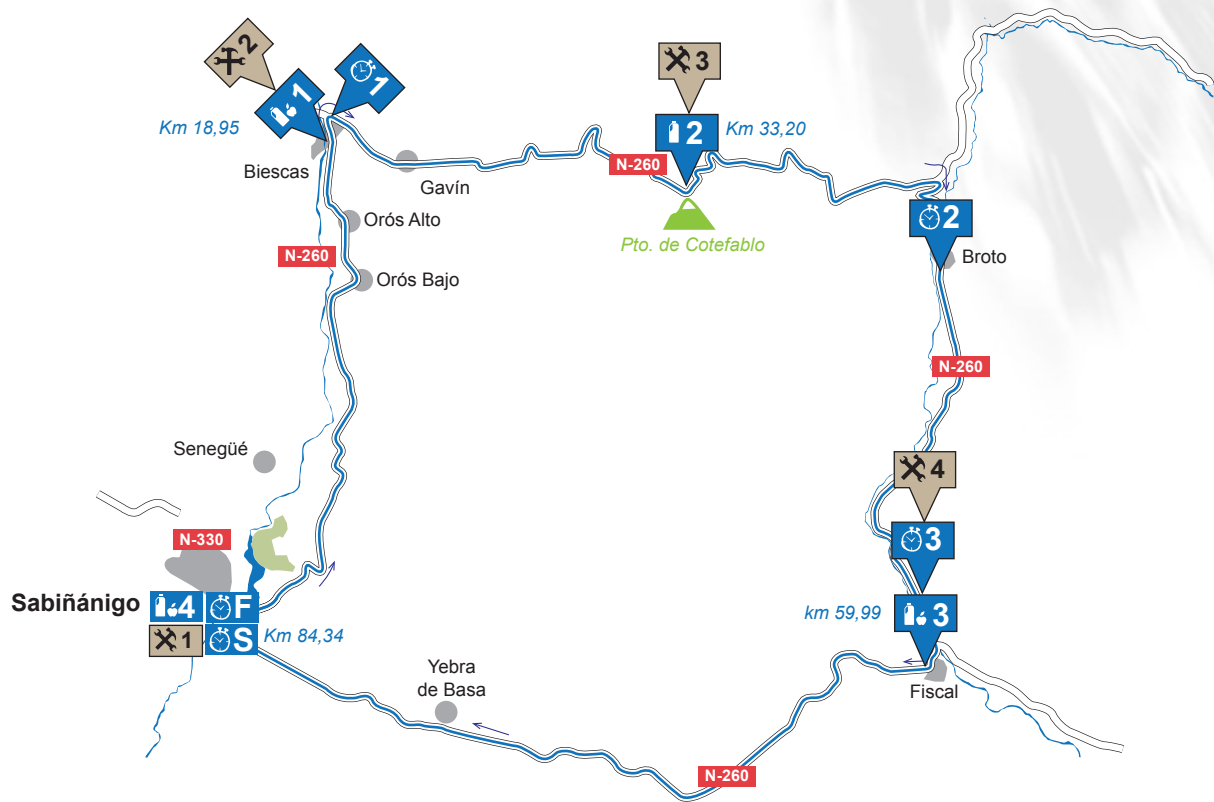 2
1
1
Km 18,95
Biescas
Gavín
3
2
Km 33,20
N-260
Pto. de Cotefablo
2
Broto
Orós Alto
N-260
Orós Bajo
N-260
Senegüé
4
N-330
3
Sabiñánigo
4
F
1
S
Km 84,34
km 59,99
3
Fiscal
Yebra
de Basa
N-260